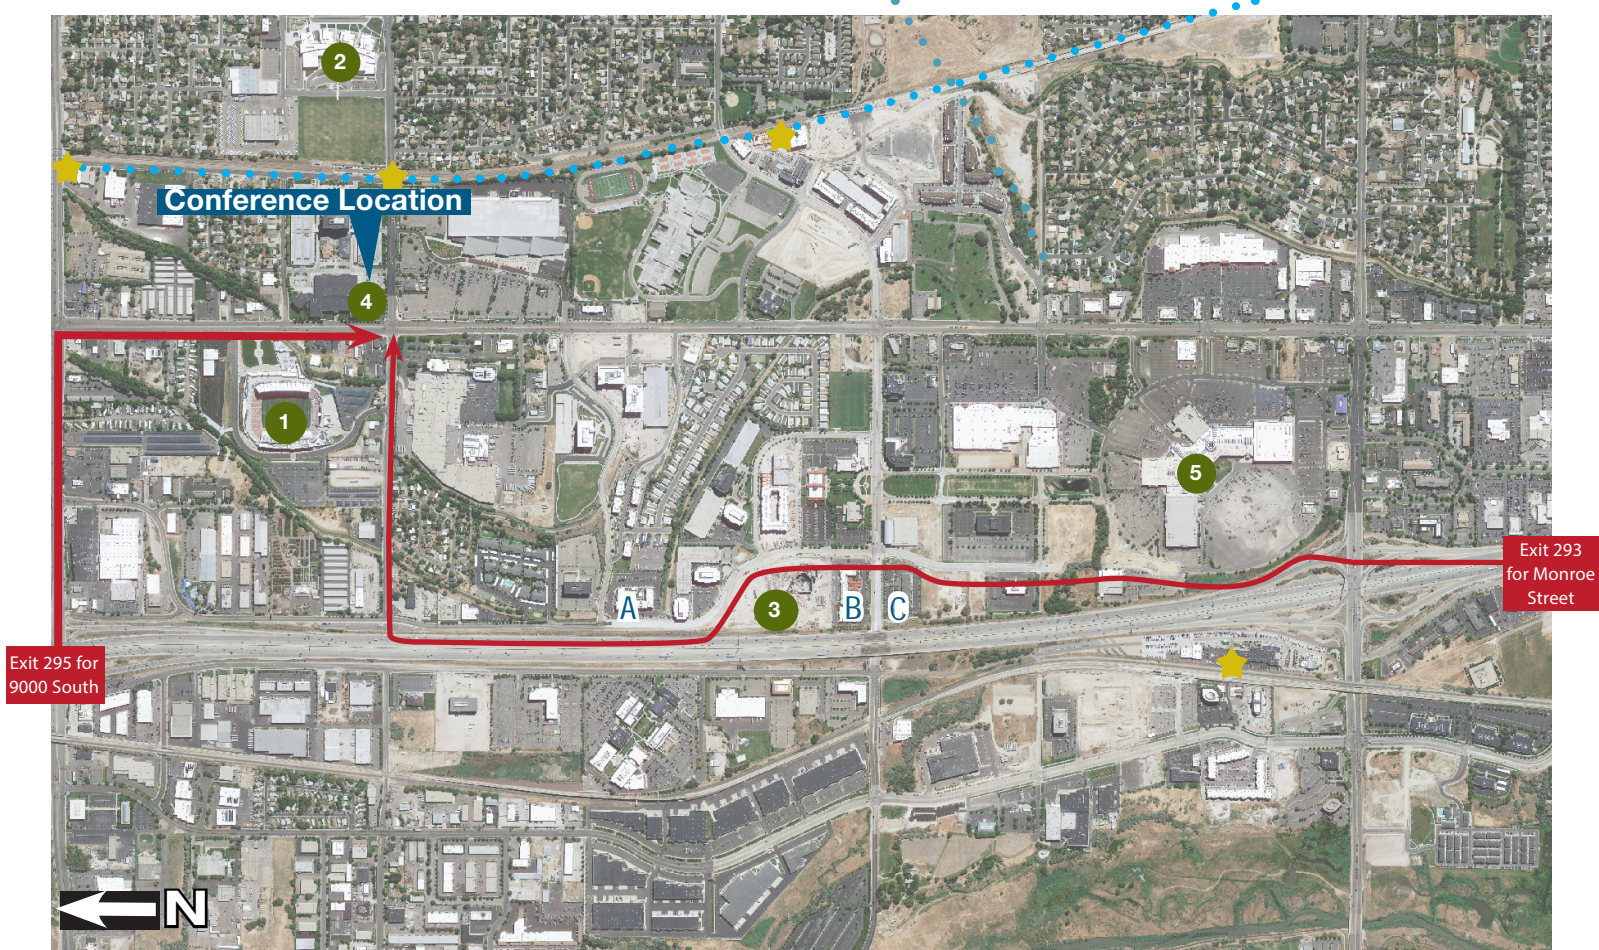 2
Conference Location
4
1
5
Exit 293
for Monroe
Street
A
3
B
C
Exit 295 for
9000 South
N